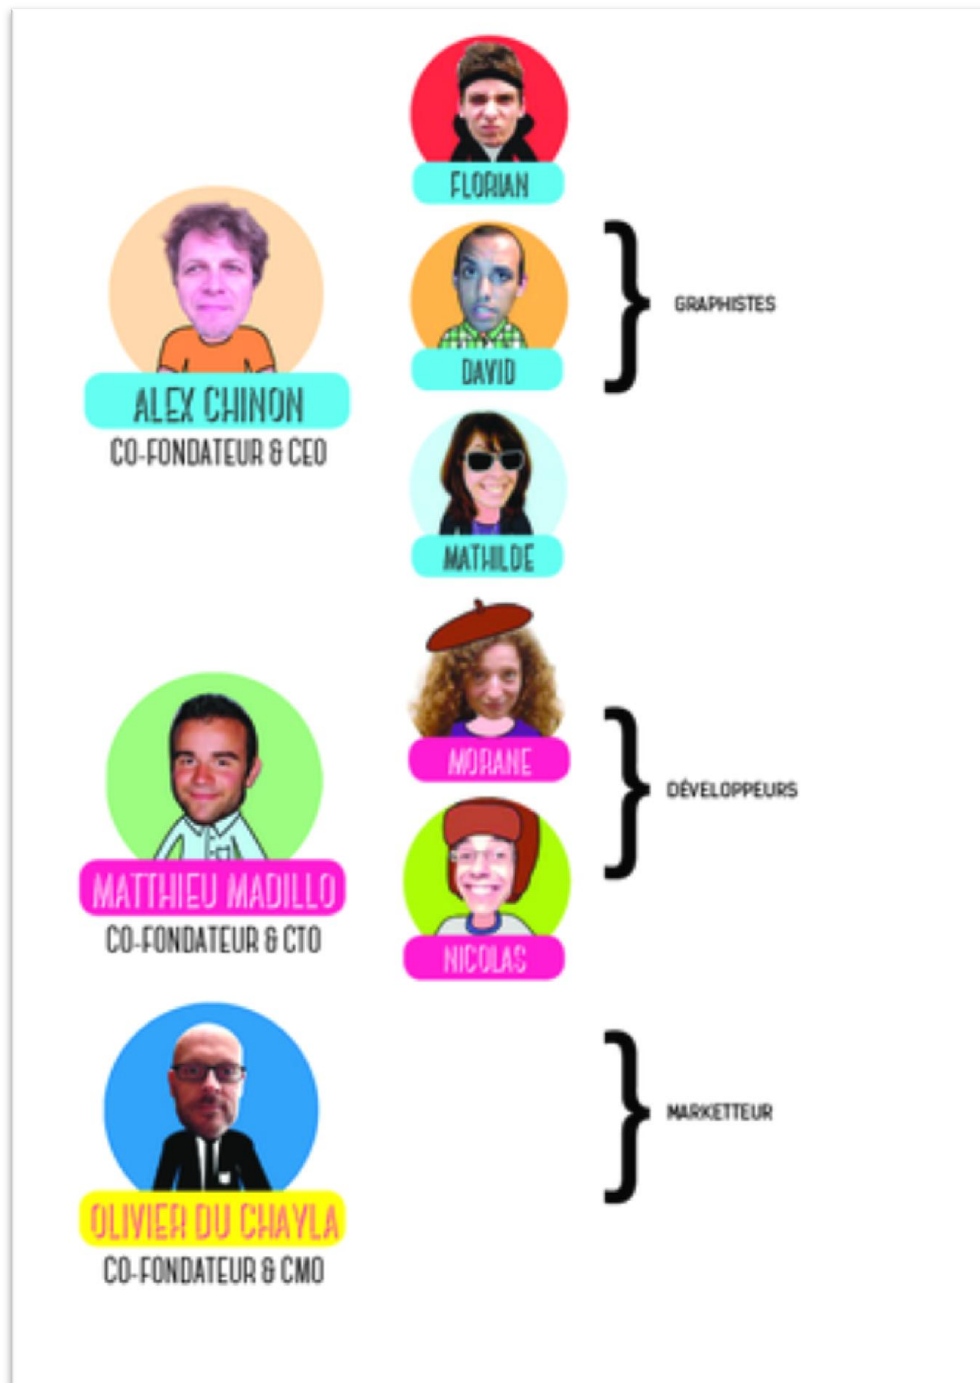 FLORIAN
ALEX CHINON
CO-FONDATEUR & CEO
DAVID
GRAPHISTES
MATHILDE
MORANE
MATTHIEU MADILLO
CO-FONDATEUR & CTO
NICOLAS
DÉVELOPPEURS
OLIVIER DU CHAYLA
CO-FONDATEUR & CMO
MARKETTEUR